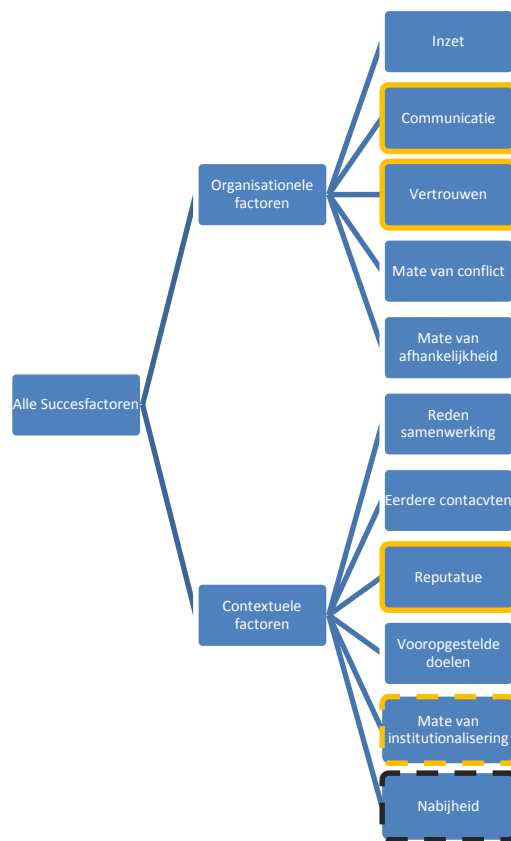 Inzet
Communicatie
Organisationele
factoren
Vertrouwen
Mate van conflict
Mate van
afhankelijkheid
Alle Succesfactoren
Reden
samenwerking
Eerdere contacvten
Contextuele
factoren
Reputatue
Vooropgestelde
doelen
Mate van
institutionalisering
Nabijheid